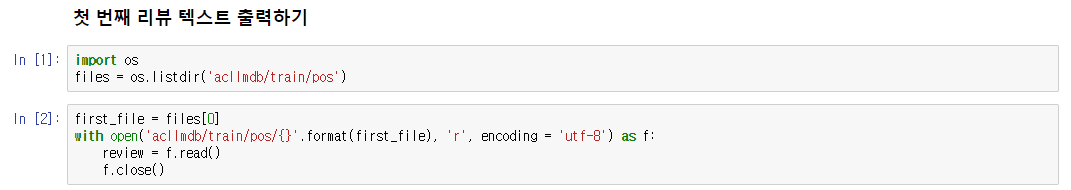 첫 번째 리뷰 텍스트 출력하기
In [1]: import os
files = os.listdir('aclImdb/train/pos')
In [2]: first_file = files[0]
with open('aclImdb/train/pos/{}'.format(first_file), 'r', encoding = 'utf-8') as f:
    review = f.read()
    f.close()